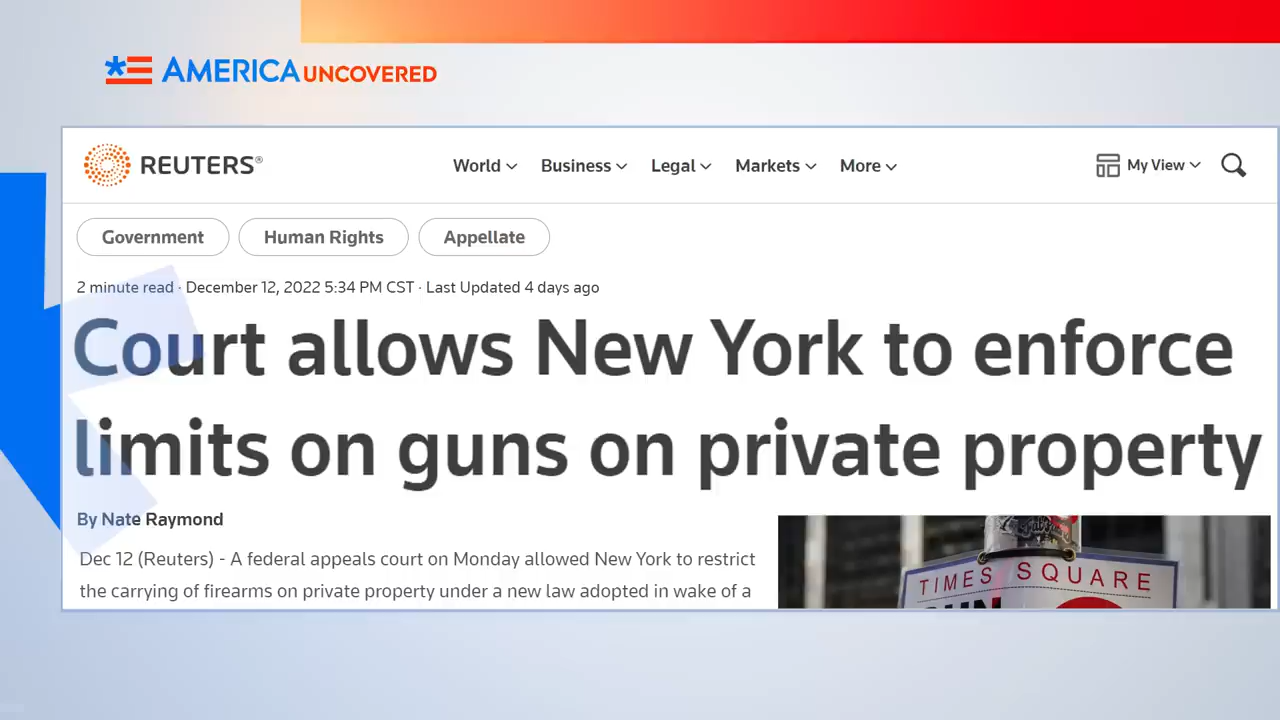 AMERICA UNCOVERED
REUTERS®
World Business Legal Markets More
My View
Government Human Rights Appellate
2 minute read · December 12, 2022 5:34 PM CST · Last Updated 4 days ago
Court allows New York to enforce
limits on guns on private property
By Nate Raymond
Dec 12 (Reuters) - A federal appeals court on Monday allowed New York to restrict
the carrying of firearms on private property under a new law adopted in wake of a
TIMES SQUARE